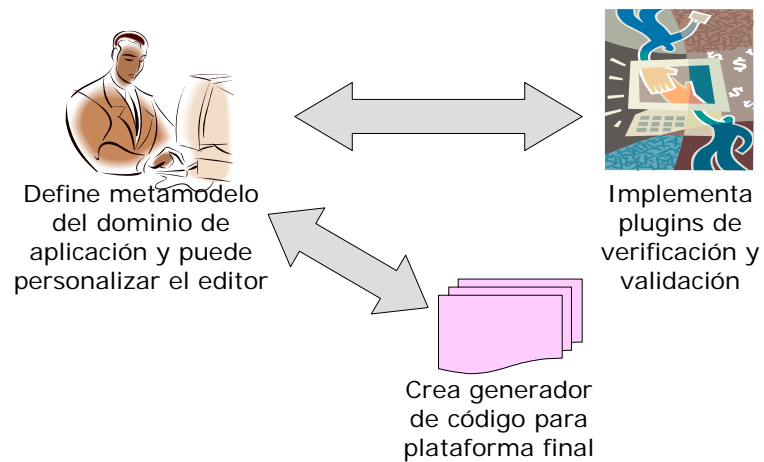 Define metamodelo
del dominio de
aplicación y puede
personalizar el editor
Implementa
plugins de
verificación y
validación
Crea generador
de código para
plataforma final